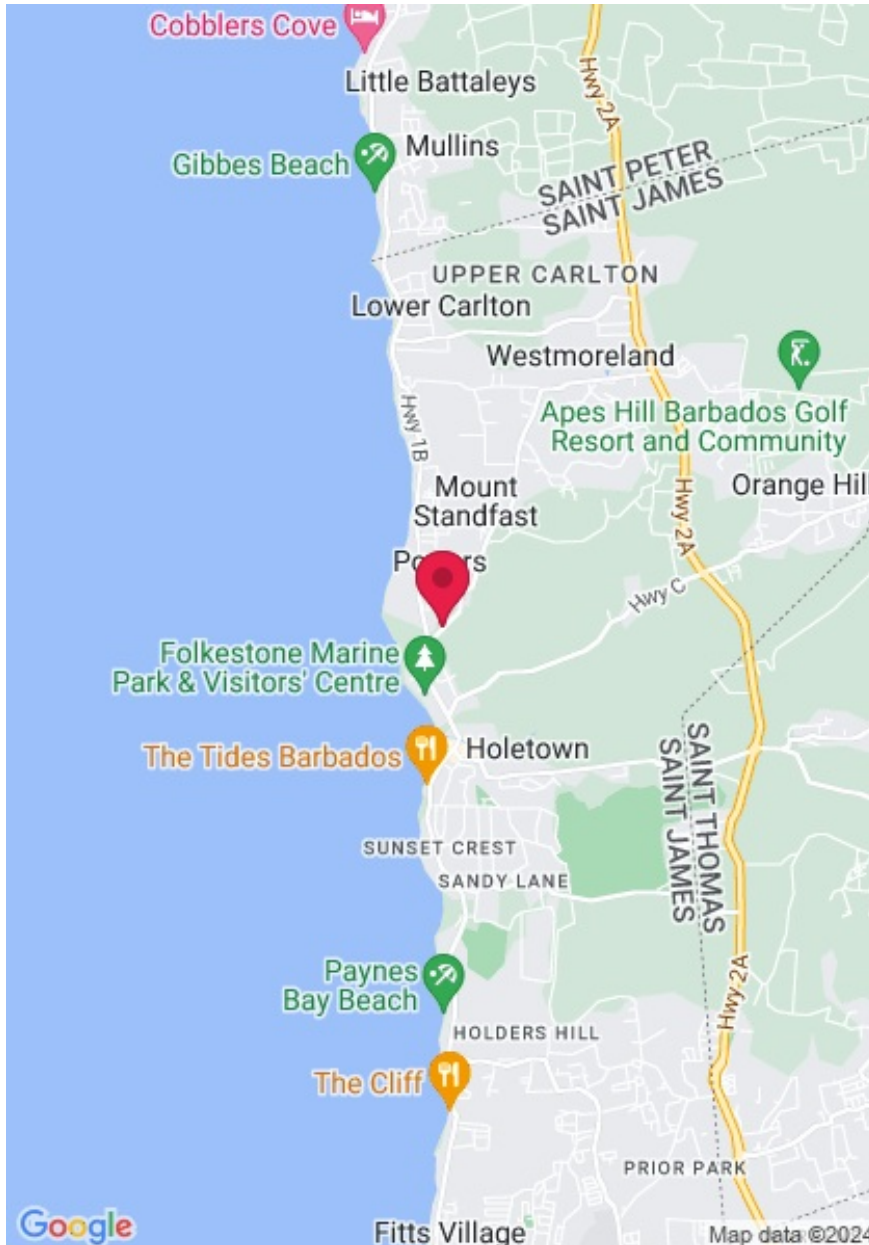 Cobblers Cove
Little Battaleys
Hwy 2A
Mullins
Gibbes Beach
SAINT PETER
SAINT JAMES
UPPER CARLTON
Lower Carlton
Westmoreland
Hwy 1B
Apes Hill Barbados Golf
Resort and Community
Mount
Standfast
Hwy 2A
Orange Hill
Hwy C
Folkestone Marine
Park & Visitors' Centre
The Tides Barbados
Holetown
SAINT THOMAS
SAINT JAMES
SUNSET CREST
SANDY LANE
Paynes
Bay Beach
Hwy 2A
HOLDERS HILL
The Cliff
PRIOR PARK
Google
Fitts Village
Map data ©2024